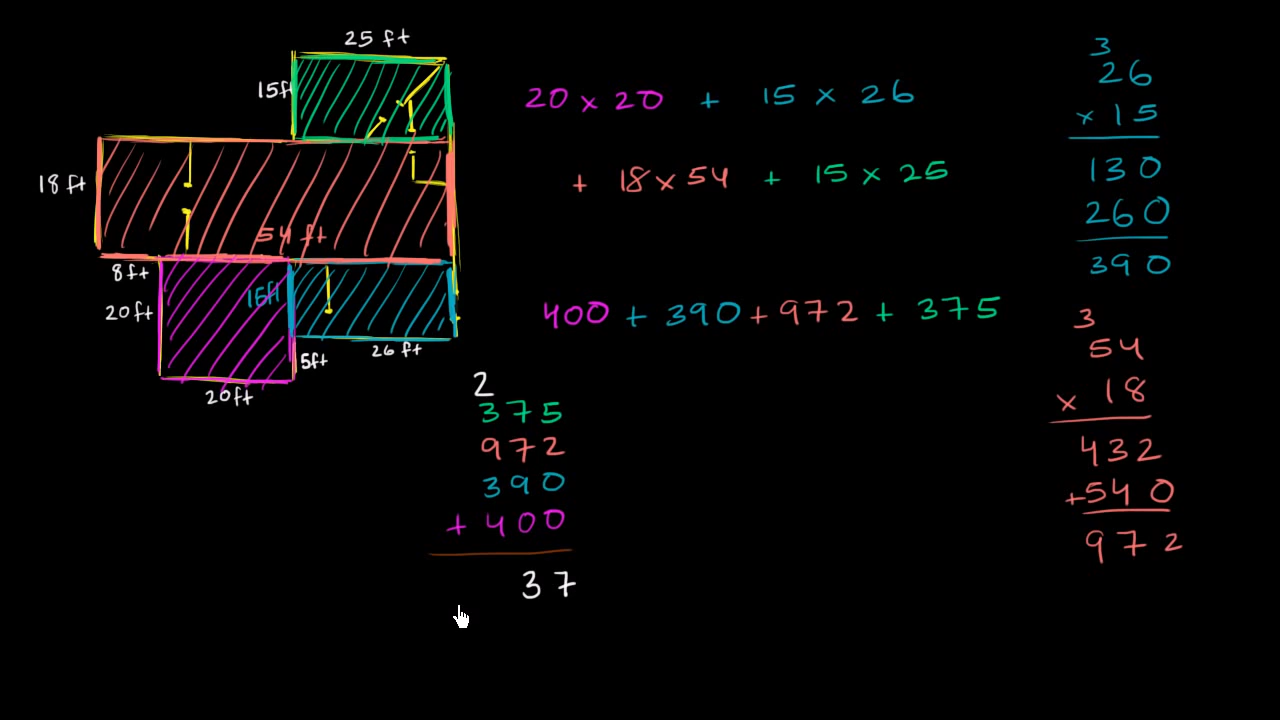 25 ft
15ft
18 ft
54 ft
8 ft
20ft
15ft
5ft
26 ft
20ft
20 x 20 + 15 x 26
+ 18 x 54 + 15 x 25
400 + 390 + 972 + 375
2
375
972
390
+ 400
37
3
26
x 15
130
260
390
3
54
x 18
432
+540
972